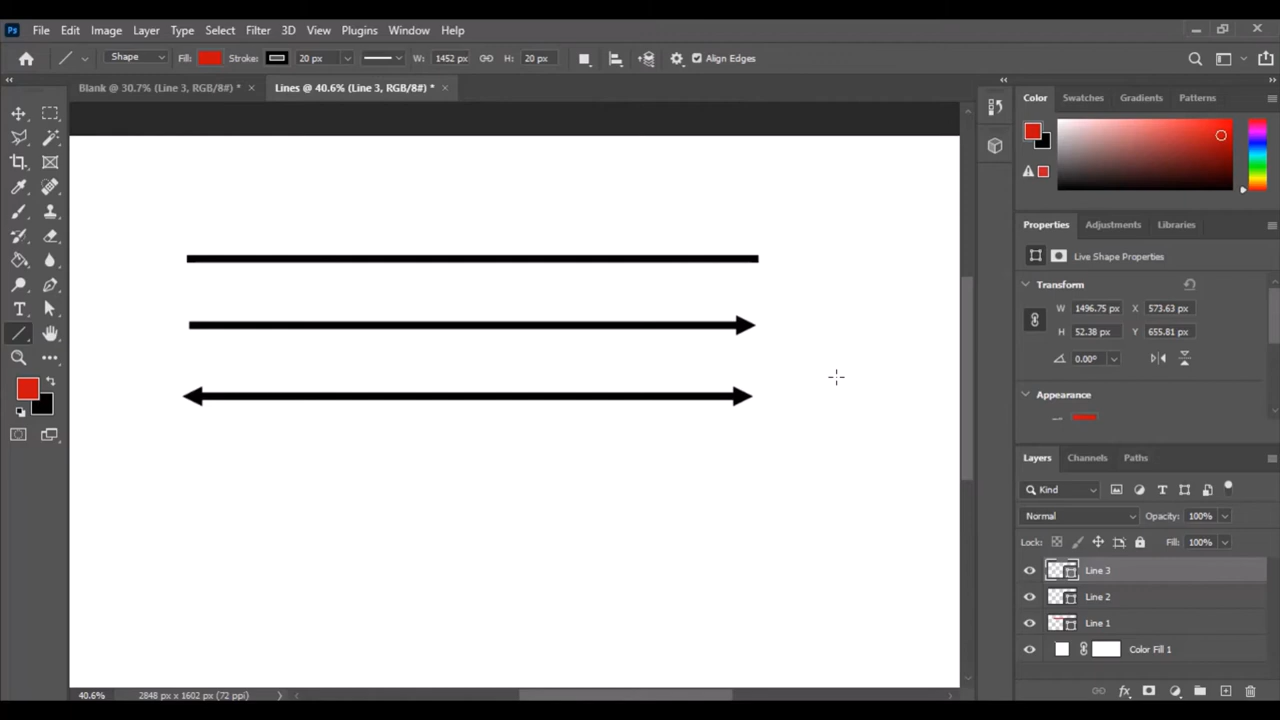 Ps File Edit Image Layer Type Select Filter 3D View Plugins Window Help
Shape Fill: Stroke: 20 px W: 1452 px H: 20 px Align Edges
Blank @ 30.7% (Line 3, RGB/8#) * × Lines @ 40.6% (Line 3, RGB/8#) * ×
Color Swatches Gradients Patterns
Properties Adjustments Libraries
Live Shape Properties
Transform
W 1496.75 px X 573.63 px
H 52.38 px Y 655.81 px
0.00°
Appearance
Layers Channels Paths
Kind
Normal Opacity: 100%
Lock: Fill: 100%
Line 3
Line 2
Line 1
Color Fill 1
40.6% 2848 px x 1602 px (72 ppi)